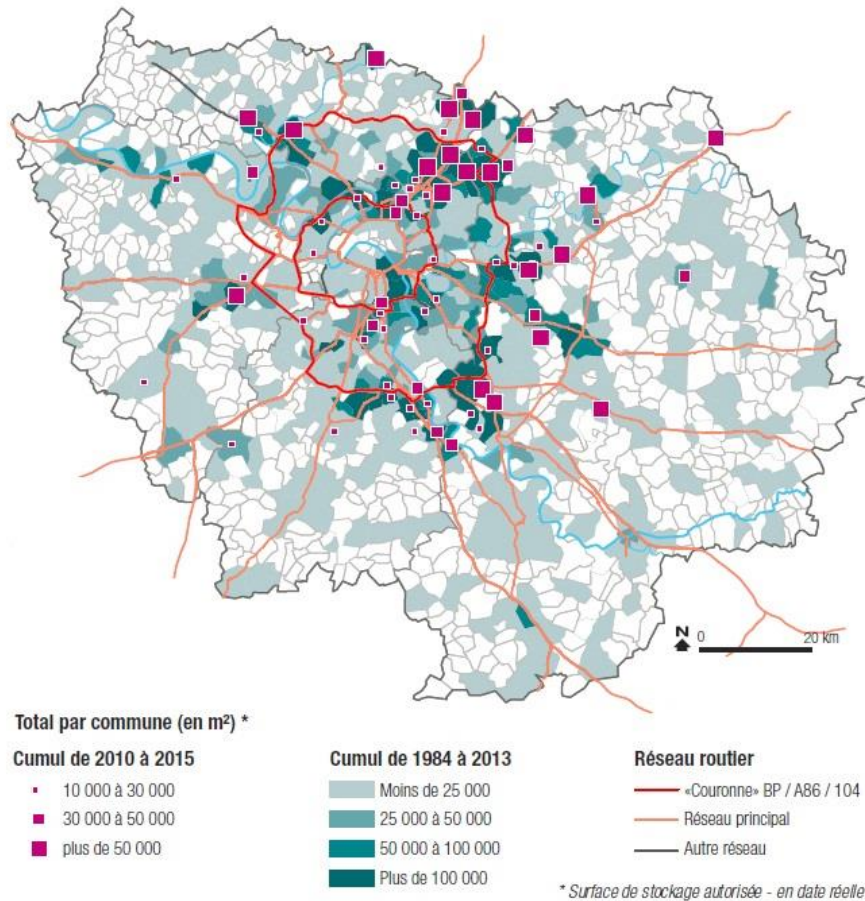 N
0 20 km
Total par commune (en m²) *
Cumul de 2010 à 2015
10 000 à 30 000
30 000 à 50 000
plus de 50 000
Cumul de 1984 à 2013
Moins de 25 000
25 000 à 50 000
50 000 à 100 000
Plus de 100 000
Réseau routier
«Couronne» BP / A86 / 104
Réseau principal
Autre réseau
* Surface de stockage autorisée - en date réelle